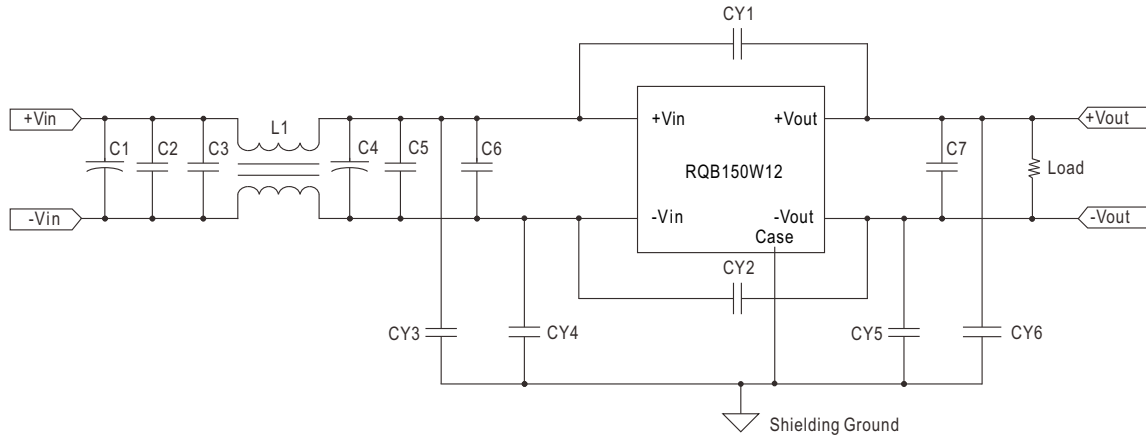 CY1
+Vin
L1
+Vin
+Vout
+Vout
C1
C2
C3
C4
C5
C6
C7
RQB150W12
Load
-Vin
-Vin
-Vout
-Vout
Case
CY2
CY3
CY4
CY5
CY6
Shielding Ground